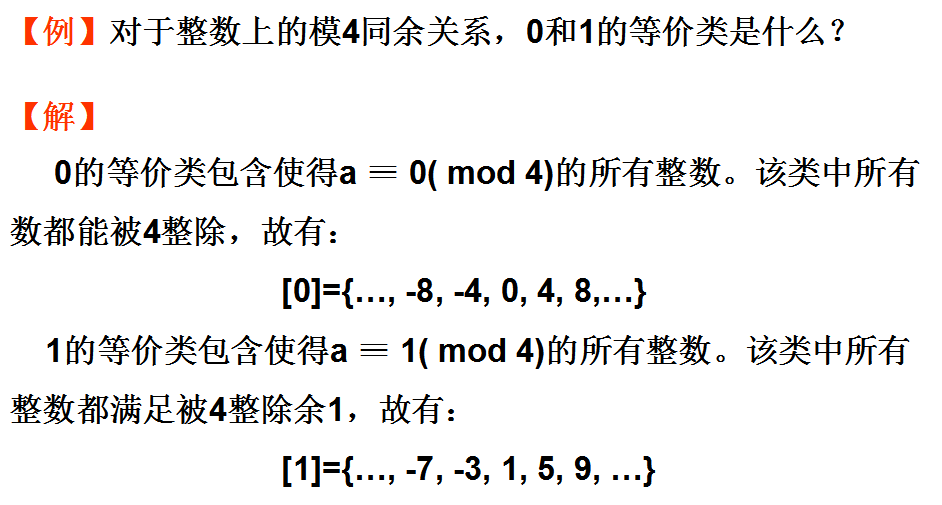 【例】对于整数上的模4同余关系，0和1的等价类是什么？
【解】
0的等价类包含使得a ≡ 0( mod 4)的所有整数。该类中所有
数都能被4整除，故有：
[0]={…, -8, -4, 0, 4, 8,…}
1的等价类包含使得a ≡ 1( mod 4)的所有整数。该类中所有
整数都满足被4整除余1，故有：
[1]={…, -7, -3, 1, 5, 9, …}